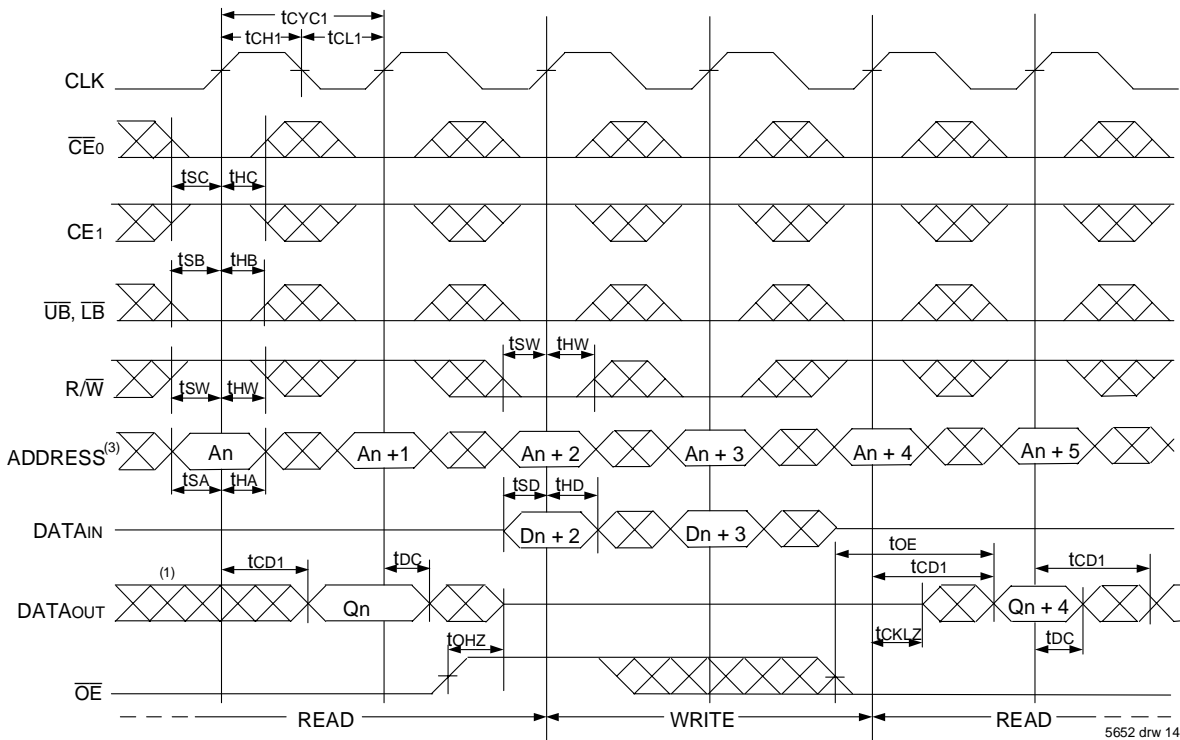 tCYC1
tCH1 tCL1
CLK
CE0
tSC tHC
CE1
tSB tHB
UB, LB
tSW tHW
R/W
tSW tHW
ADDRESS(3) An An +1 An + 2 An + 3 An + 4 An + 5
tSA tHA
tSD tHD
DATAIN Dn + 2 Dn + 3
tOE
tCD1 tDC tCD1 tCD1
(1)
DATAOUT Qn Qn + 4
tOHZ tCKLZ tDC
OE
READ WRITE READ
5652 drw 14